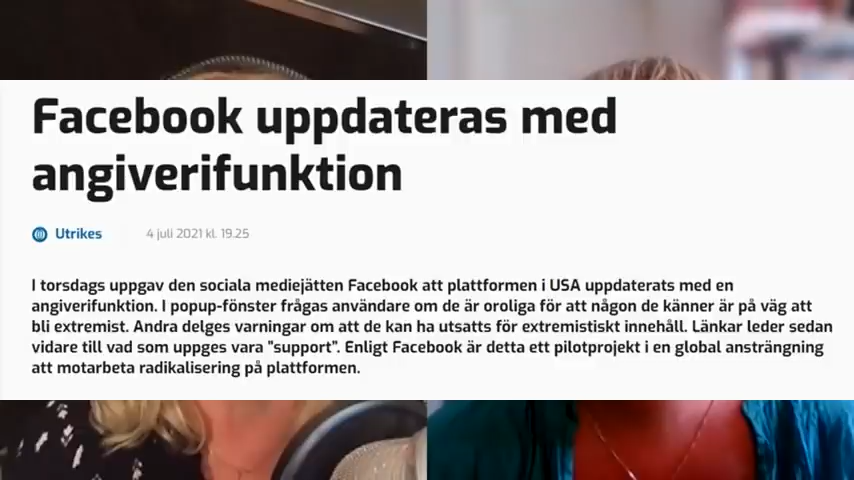 Facebook uppdateras med
angiverifunktion
Utrikes 4 juli 2021 kl. 19.25
I torsdags uppgav den sociala mediejätten Facebook att plattformen i USA uppdaterats med en
angiverifunktion. I popup-fönster frågas användare om de är oroliga för att någon de känner är på väg att
bli extremist. Andra delges varningar om att de kan ha utsatts för extremistiskt innehåll. Länkar leder sedan
vidare till vad som uppges vara "support". Enligt Facebook är detta ett pilotprojekt i en global ansträngning
att motarbeta radikalisering på plattformen.